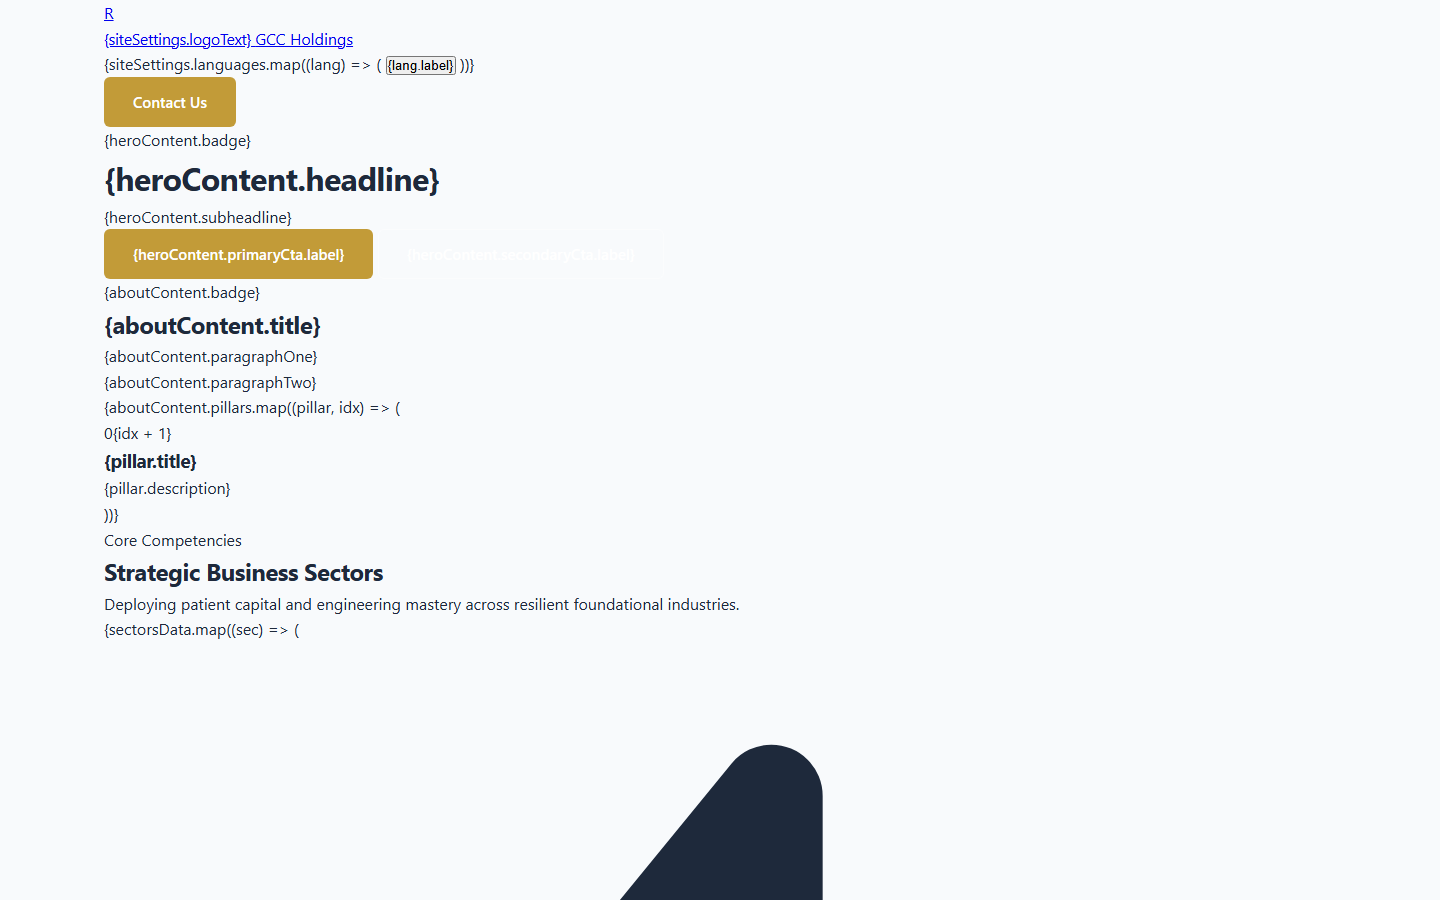 R
{siteSettings.logoText} GCC Holdings
{siteSettings.languages.map((lang) => ( {lang.label} ))}
Contact Us
{heroContent.badge}
{heroContent.headline}
{heroContent.subheadline}
{heroContent.primaryCta.label} {heroContent.secondaryCta.label}
{aboutContent.badge}
{aboutContent.title}
{aboutContent.paragraphOne}
{aboutContent.paragraphTwo}
{aboutContent.pillars.map((pillar, idx) => (
0{idx + 1}
{pillar.title}
{pillar.description}
))}
Core Competencies
Strategic Business Sectors
Deploying patient capital and engineering mastery across resilient foundational industries.
{sectorsData.map((sec) => (